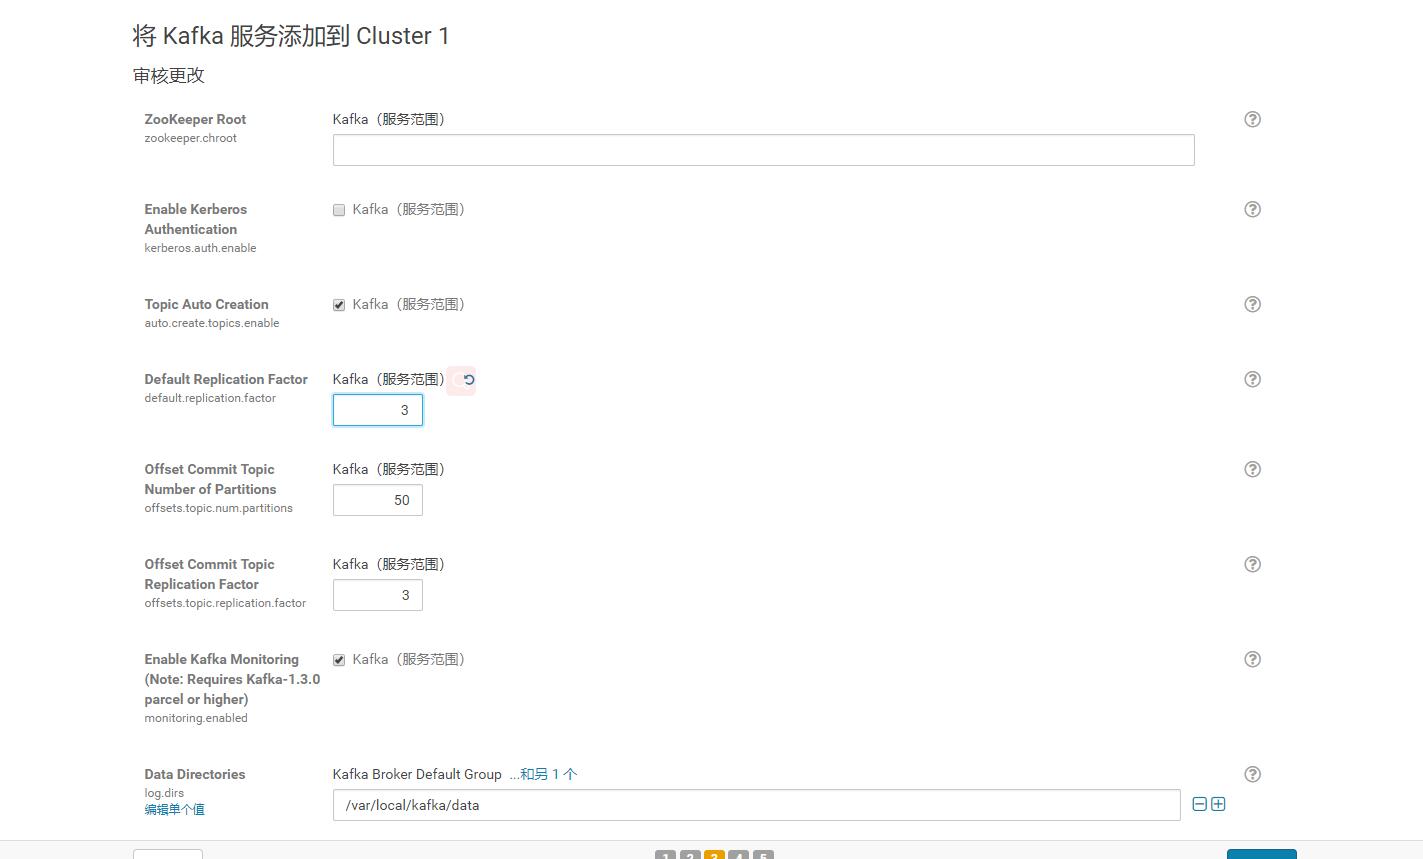 将 Kafka 服务添加到 Cluster 1
审核更改
ZooKeeper Root
zookeeper.chroot
Kafka（服务范围）
Enable Kerberos
Authentication
kerberos.auth.enable
Kafka（服务范围）
Topic Auto Creation
auto.create.topics.enable
Kafka（服务范围）
Default Replication Factor
default.replication.factor
Kafka（服务范围）
3
Offset Commit Topic
Number of Partitions
offsets.topic.num.partitions
Kafka（服务范围）
50
Offset Commit Topic
Replication Factor
offsets.topic.replication.factor
Kafka（服务范围）
3
Enable Kafka Monitoring
(Note: Requires Kafka-1.3.0
parcel or higher)
monitoring.enabled
Kafka（服务范围）
Data Directories
log.dirs
编辑单个值
Kafka Broker Default Group ...和另 1 个
/var/local/kafka/data
1 2 3 4 5